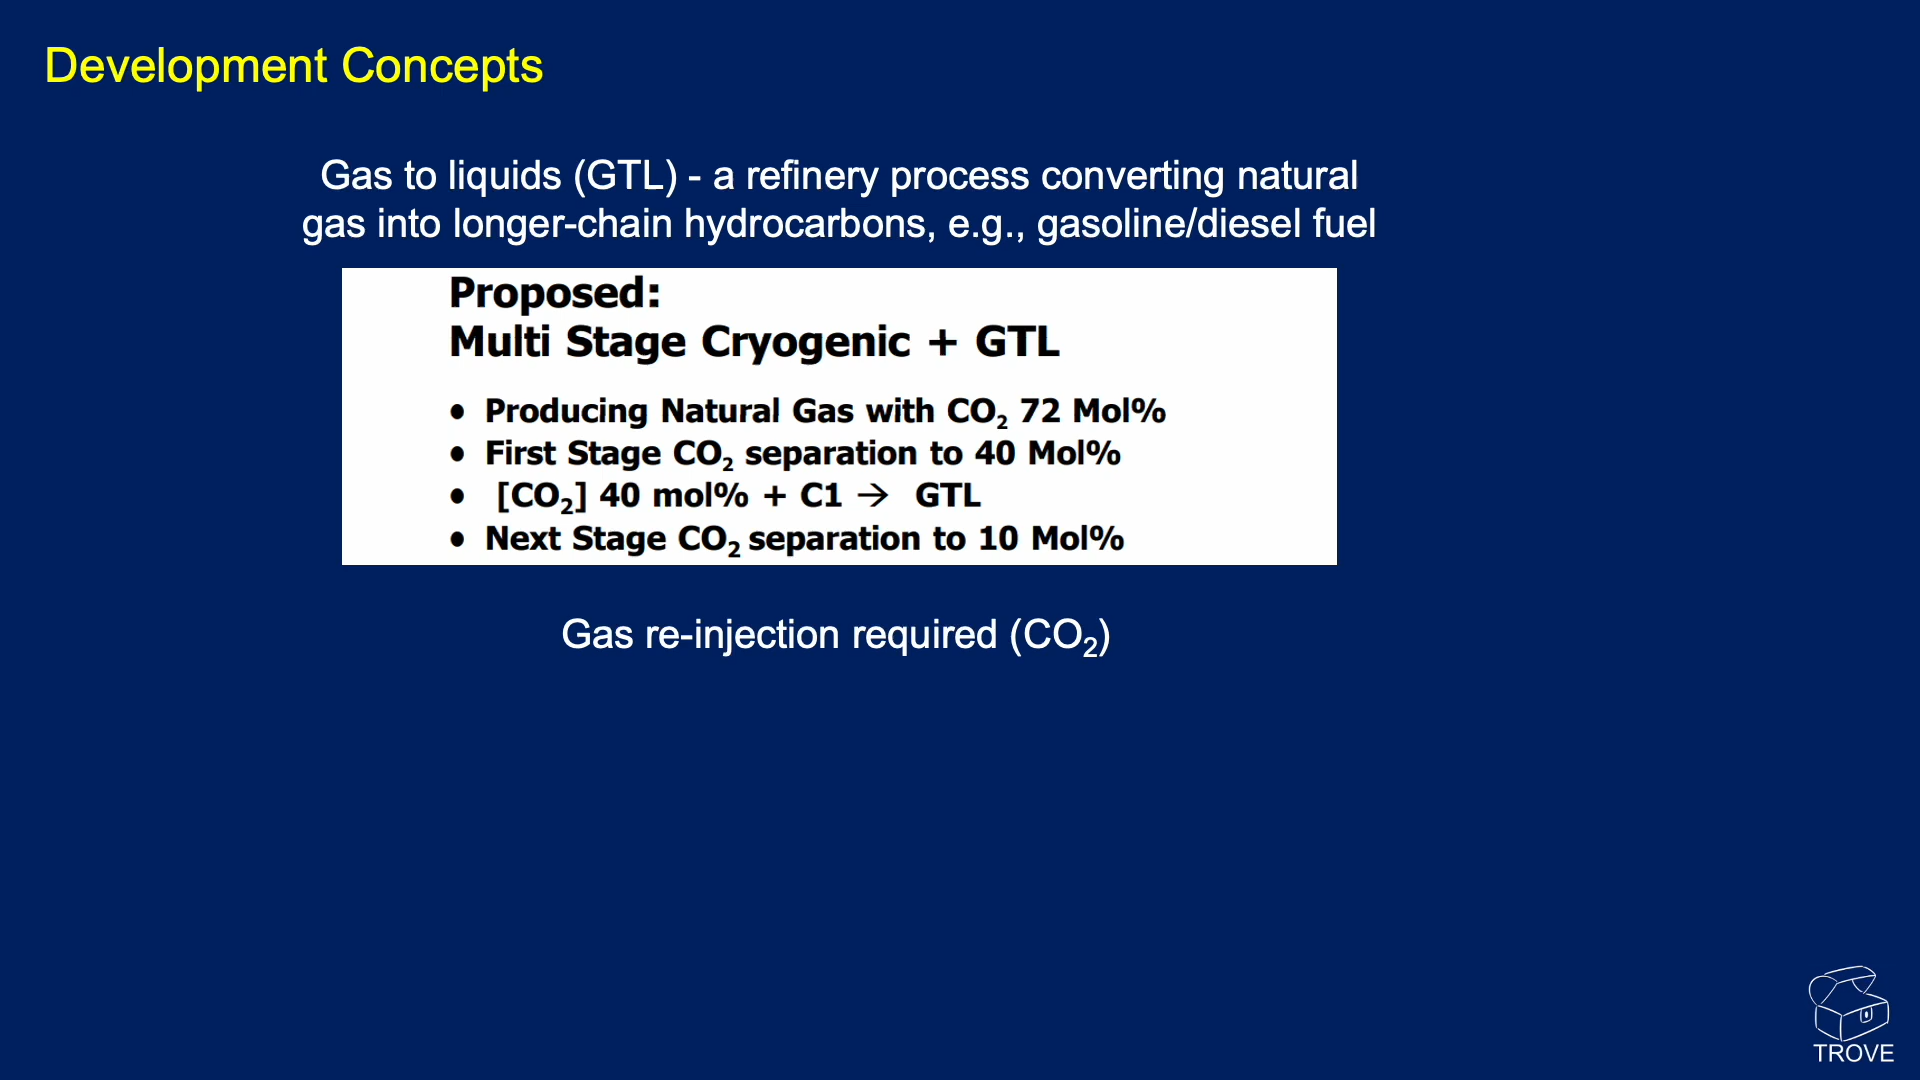 Development Concepts
Gas to liquids (GTL) - a refinery process converting natural
gas into longer-chain hydrocarbons, e.g., gasoline/diesel fuel
Proposed:
Multi Stage Cryogenic + GTL
• Producing Natural Gas with CO₂ 72 Mol%
• First Stage CO₂ separation to 40 Mol%
• [CO₂] 40 mol% + C1 → GTL
• Next Stage CO₂ separation to 10 Mol%
Gas re-injection required (CO₂)
TROVE